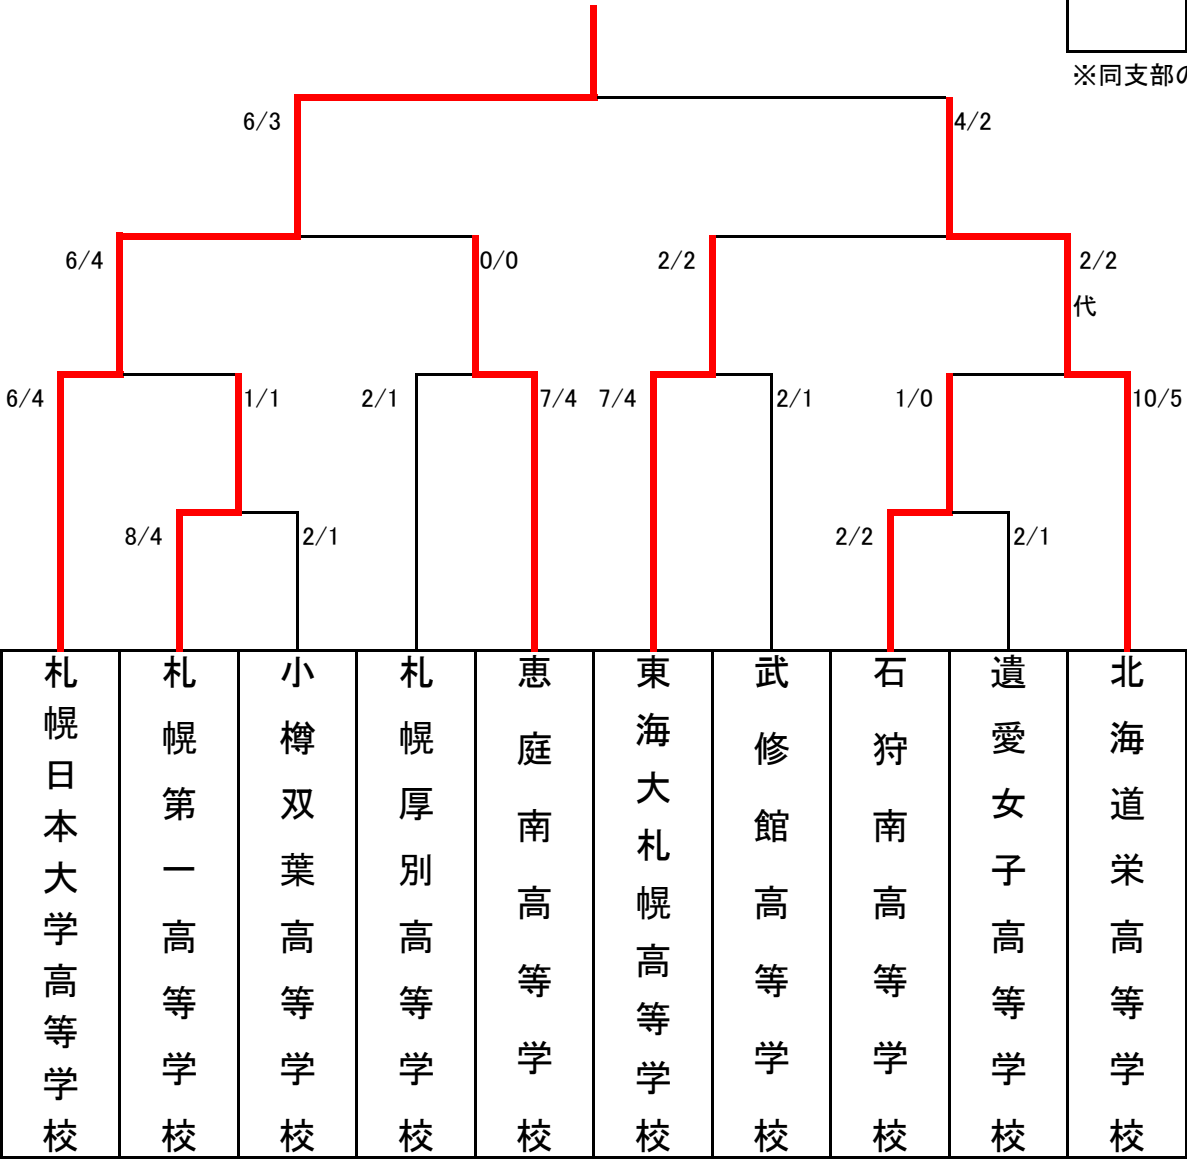 ※同支部の
6/3
4/2
6/4
0/0
2/2
2/2
代
6/4
1/1
2/1
7/4
7/4
2/1
1/0
10/5
8/4
2/1
2/2
2/1
札幌日本大学高等学校
札幌第一高等学校
小樽双葉高等学校
札幌厚別高等学校
恵庭南高等学校
東海大札幌高等学校
武修館高等学校
石狩南高等学校
遺愛女子高等学校
北海道栄高等学校